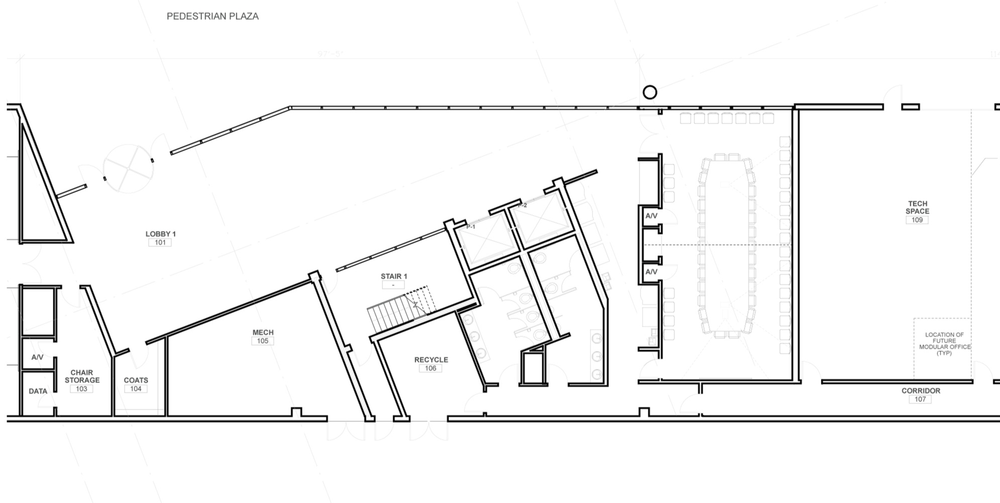 PEDESTRIAN PLAZA
97'-5"
LOBBY 1
101
P-1
P-2
STAIR 1
-
MECH
105
RECYCLE
106
A/V
DATA
CHAIR
STORAGE
103
COATS
104
A/V
A/V
TECH
SPACE
109
LOCATION OF
FUTURE
MODULAR OFFICE
(TYP)
CORRIDOR
107